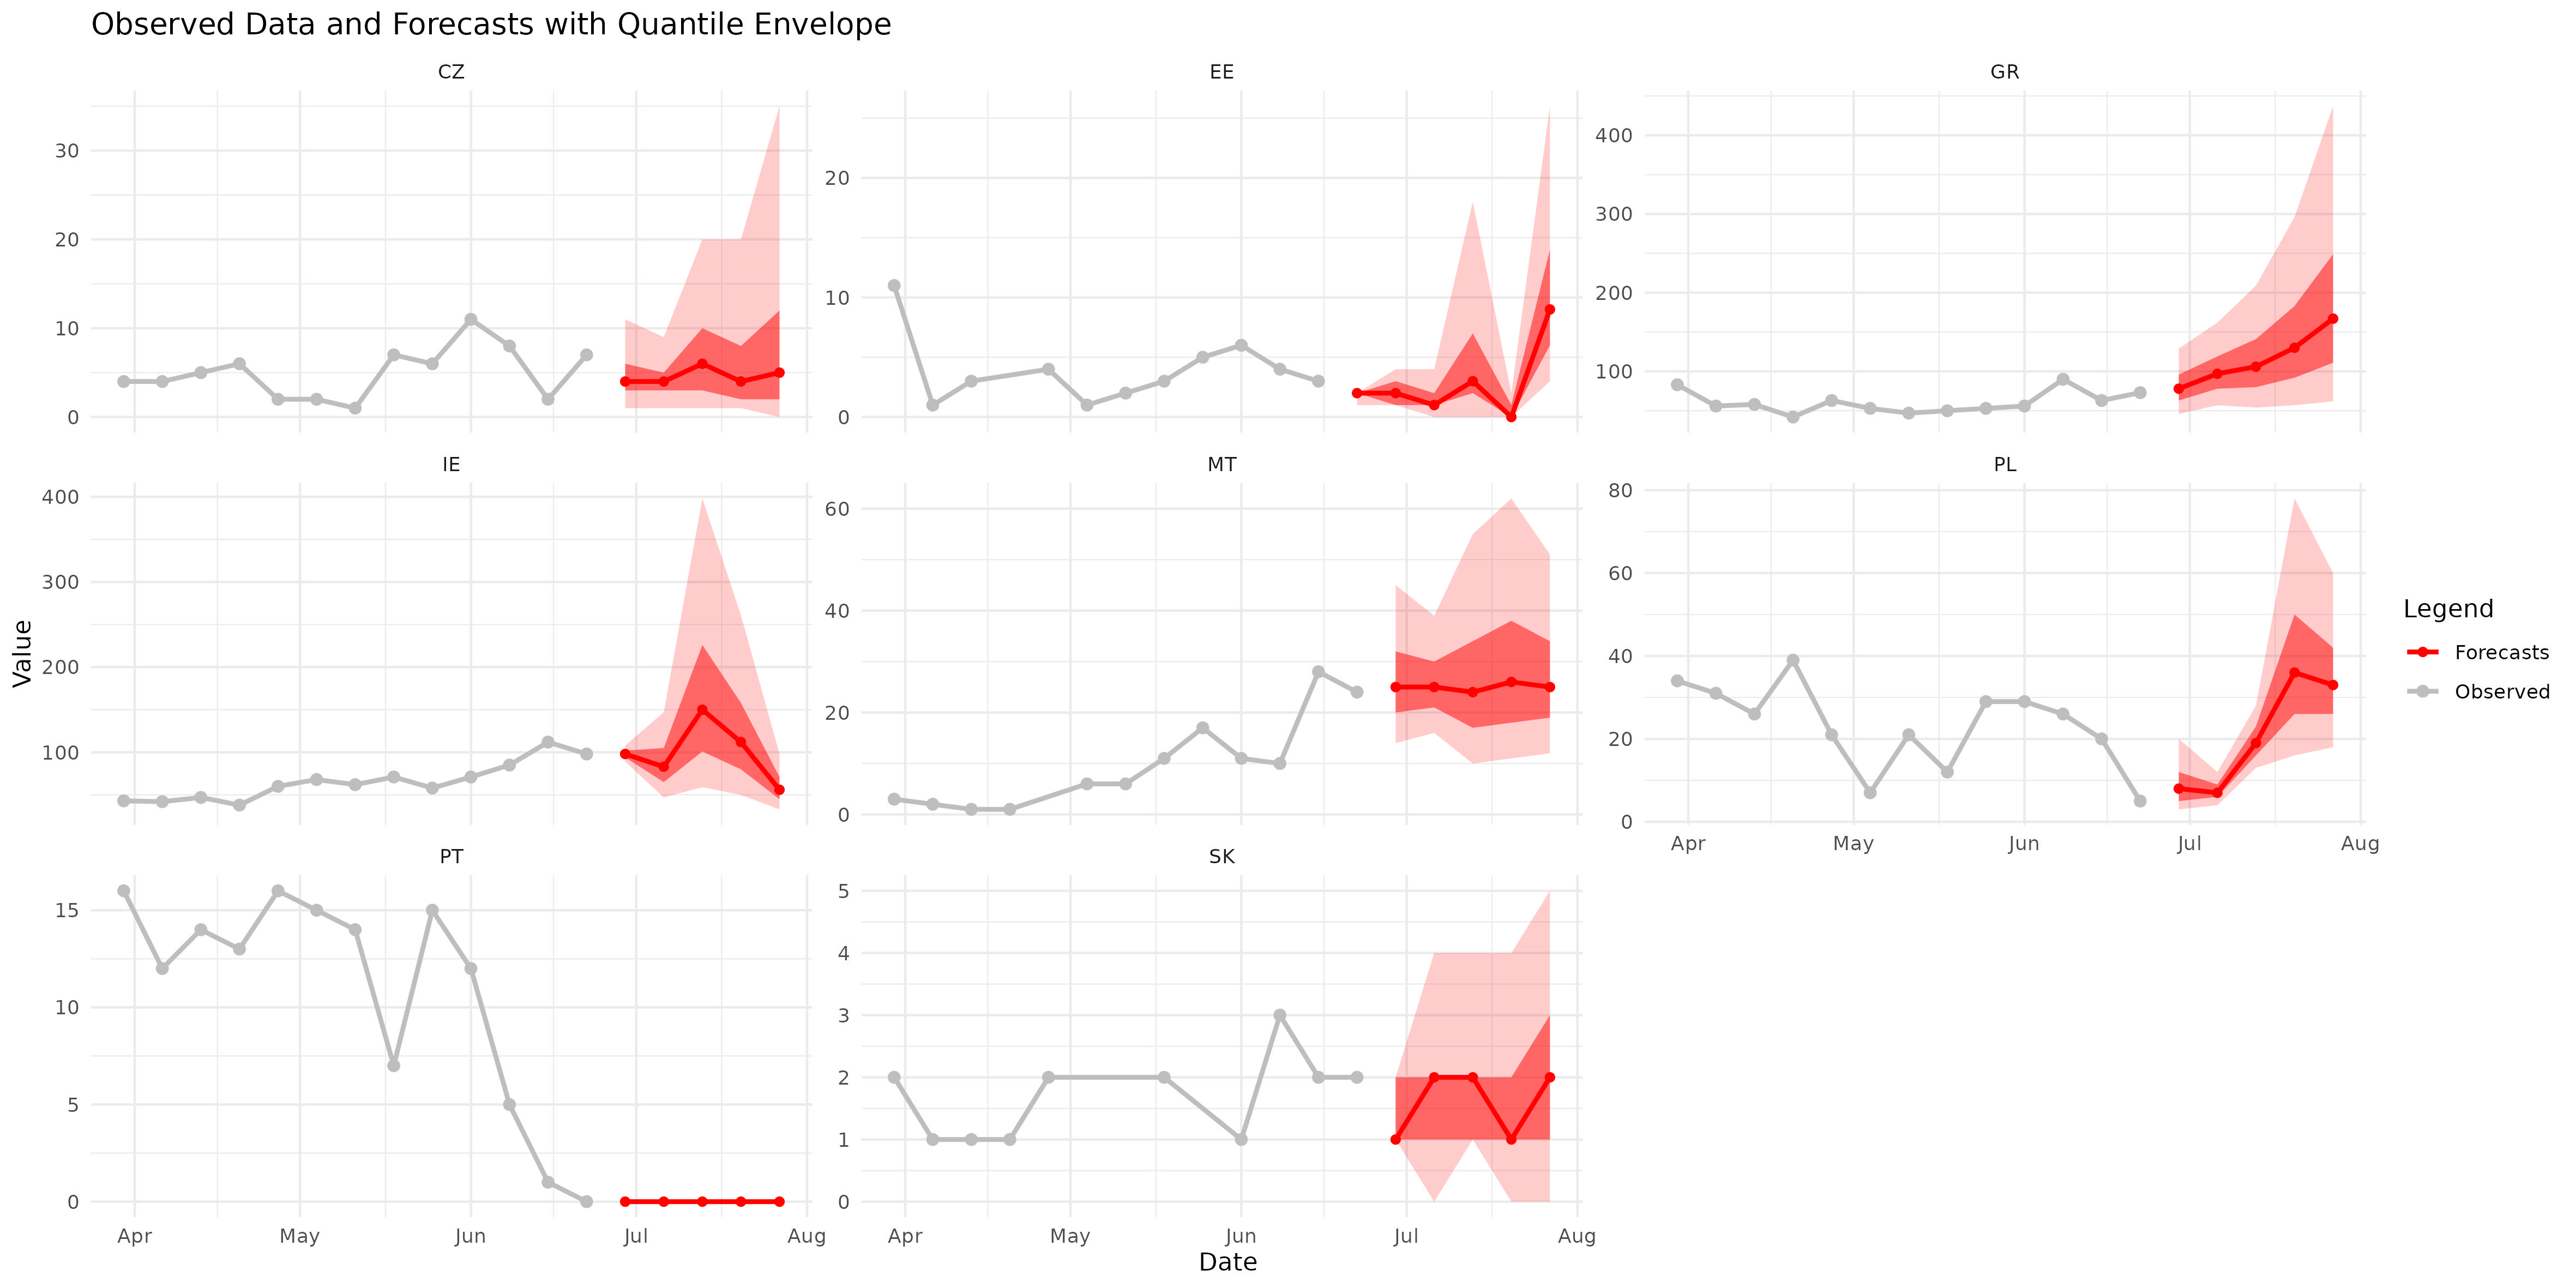 Observed Data and Forecasts with Quantile Envelope
CZ
30
20
10
0
EE
20
10
0
GR
400
300
200
100
Value
IE
400
300
200
100
MT
60
40
20
0
PL
80
60
40
20
0
Apr May Jun Jul Aug
PT
15
10
5
0
Apr May Jun Jul Aug
SK
5
4
3
2
1
0
Apr May Jun Jul Aug
Date
Legend
Forecasts
Observed